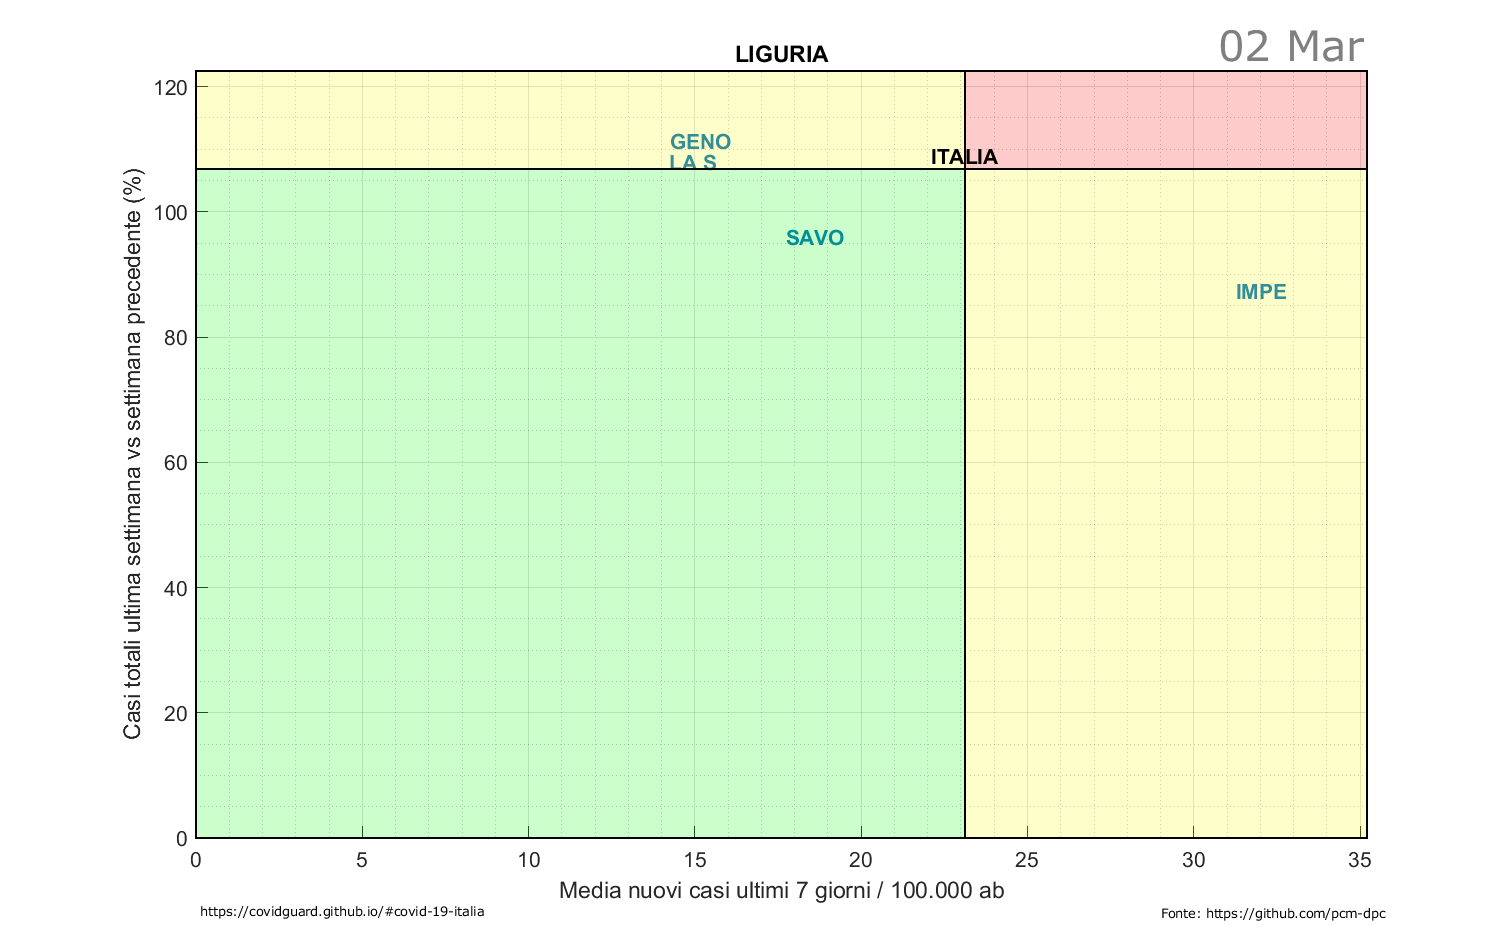 02 Mar
LIGURIA
120
100
80
60
40
20
0
Casi totali ultima settimana vs settimana precedente (%)
GENO
LA S
ITALIA
SAVO
IMPE
0 5 10 15 20 25 30 35
Media nuovi casi ultimi 7 giorni / 100.000 ab
https://covidguard.github.io/#covid-19-italia
Fonte: https://github.com/pcm-dpc